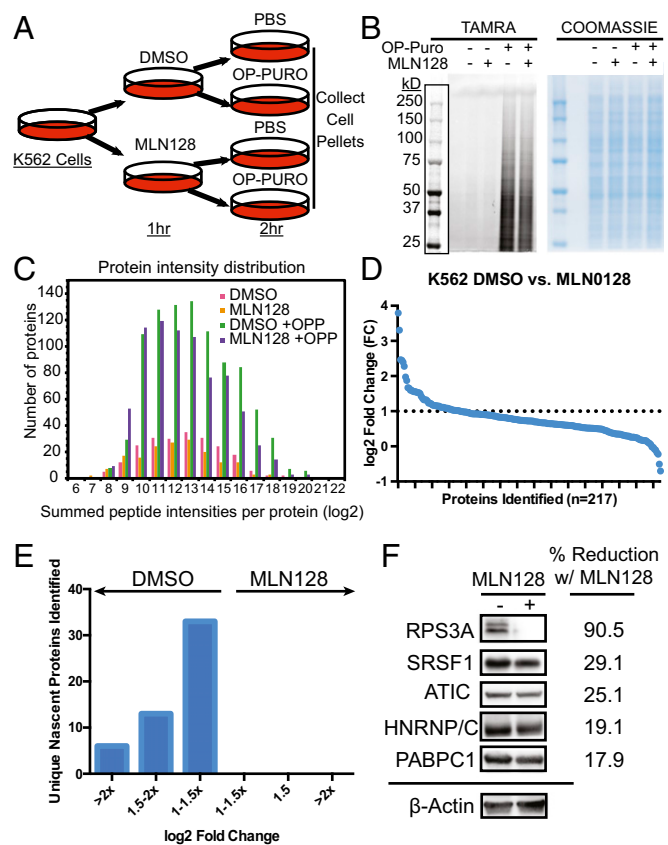 A
K562 Cells
DMSO
MLN128
PBS
OP-PURO
PBS
OP-PURO
Collect
Cell
Pellets
1hr
2hr
B
TAMRA
COOMASSIE
OP-Puro - - + + - - + +
MLN128 - + - + - + - +
kD
250
150
100
75
50
37
25
C
Protein intensity distribution
DMSO
MLN128
DMSO +OPP
MLN128 +OPP
Number of proteins
140
120
100
80
60
40
20
0
6 7 8 9 10 11 12 13 14 15 16 17 18 19 20 21 22
Summed peptide intensities per protein (log2)
D
K562 DMSO vs. MLN0128
log2 Fold Change (FC)
4
3
2
1
0
-1
Proteins Identified (n=217)
E
DMSO
MLN128
Unique Nascent Proteins Identified
40
30
20
10
0
>2x
1.5-2x
1-1.5x
1-1.5x
1.5
>2x
log2 Fold Change
F
% Reduction
w/ MLN128
MLN128
- +
RPS3A 90.5
SRSF1 29.1
ATIC 25.1
HNRNP/C 19.1
PABPC1 17.9
β-Actin